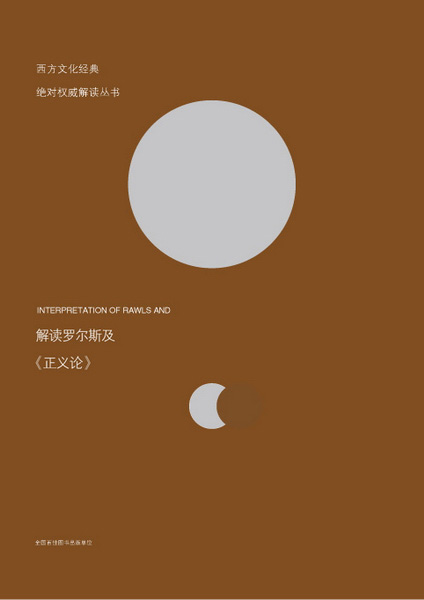 西方文化经典
绝对权威解读丛书
INTERPRETATION OF RAWLS AND
解读罗尔斯及
《正义论》
全国百佳图书出版单位